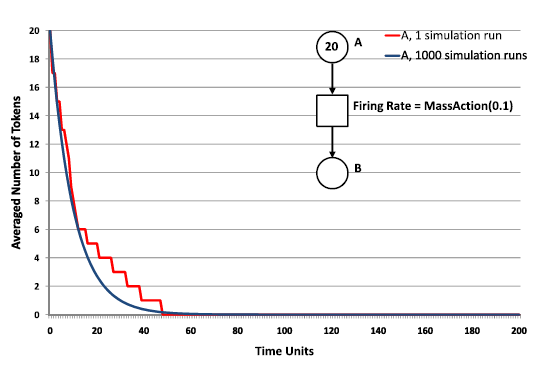 A, 1 simulation run
A, 1000 simulation runs
20
A
Firing Rate = MassAction(0.1)
B
Averaged Number of Tokens
20
18
16
14
12
10
8
6
4
2
0
0 20 40 60 80 100 120 140 160 180 200
Time Units